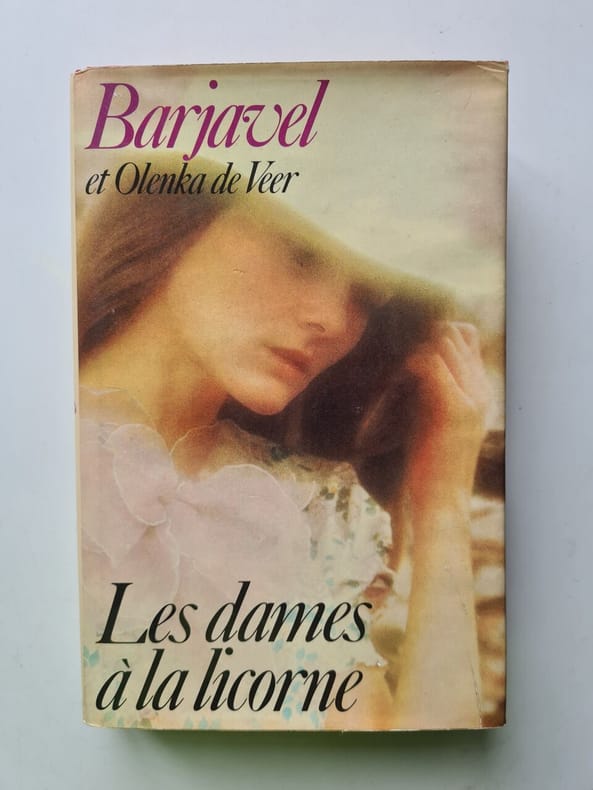 Barjavel
et Olenka de Veer
Les dames
à la licorne